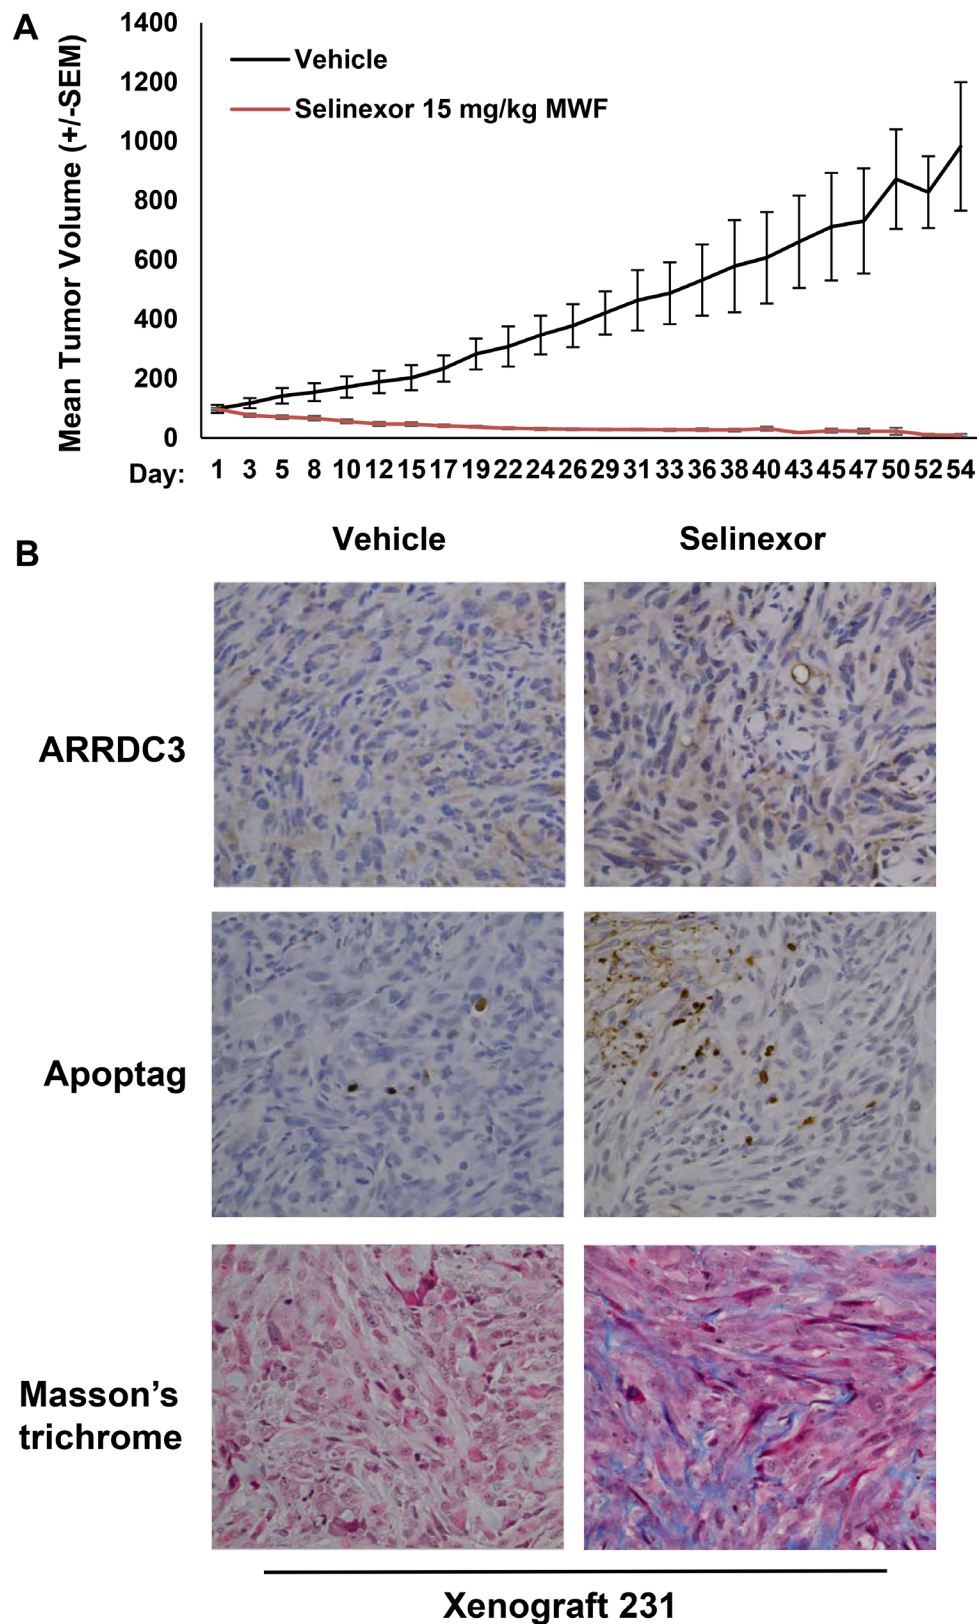 A
Mean Tumor Volume (+/-SEM)
1400
1200
1000
800
600
400
200
0
Vehicle
Selinexor 15 mg/kg MWF
Day: 1 3 5 8 10 12 15 17 19 22 24 26 29 31 33 36 38 40 43 45 47 50 52 54
B
Vehicle Selinexor
ARRDC3
Apoptag
Masson's
trichrome
Xenograft 231